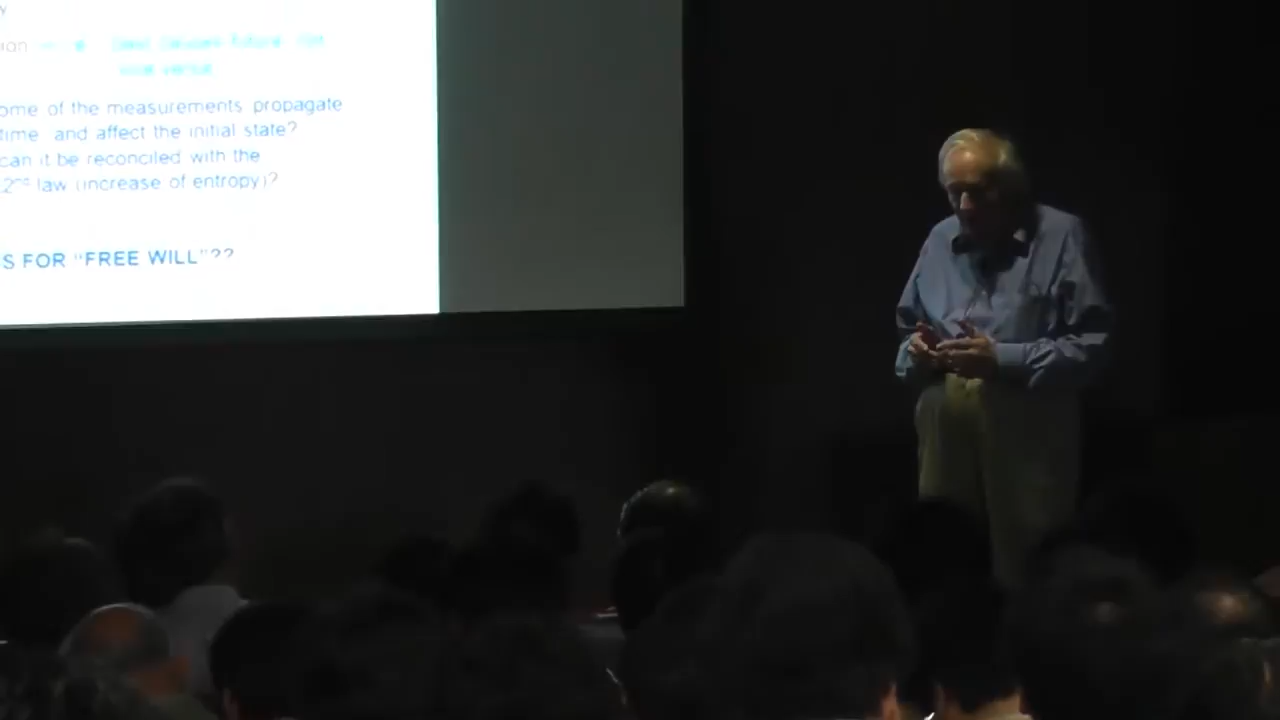 ome of the measurements propagate
time and affect the initial state?
can it be reconciled with the
2nd law (increase of entropy)?
S FOR "FREE WILL"??